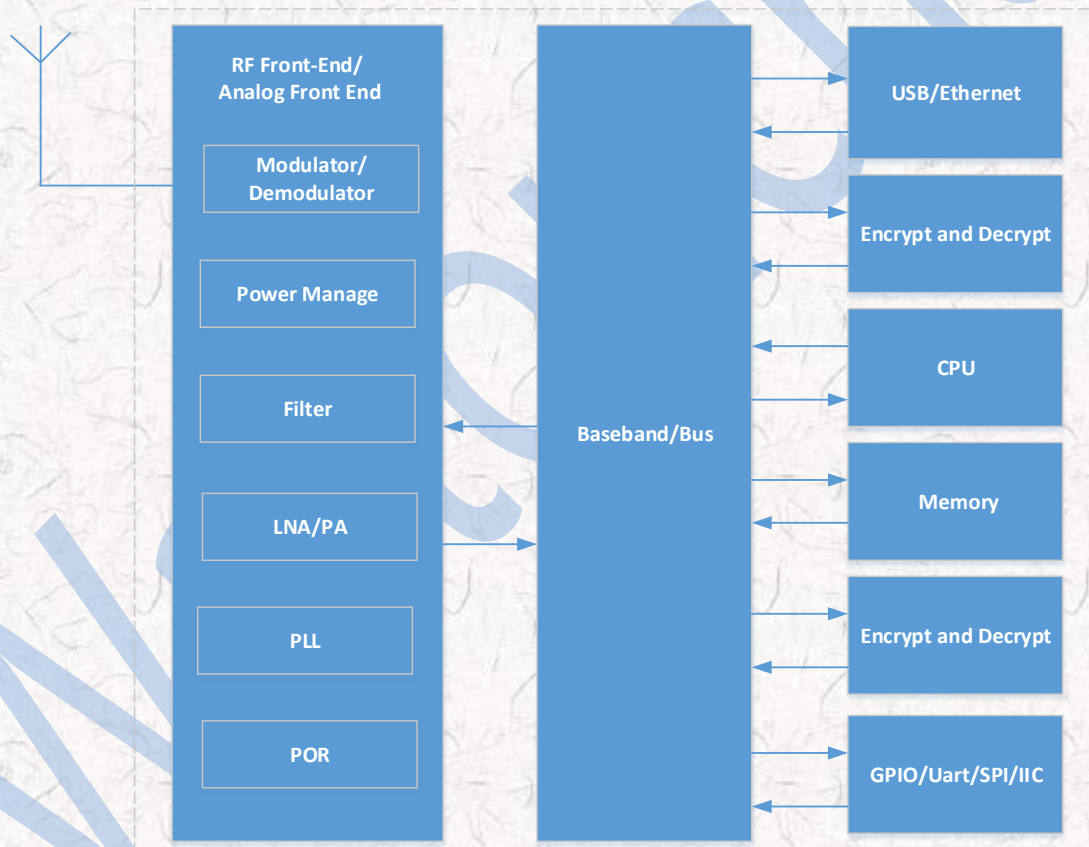 RF Front-End/
Analog Front End
Modulator/
Demodulator
Power Manage
Filter
LNA/PA
PLL
POR
Baseband/Bus
USB/Ethernet
Encrypt and Decrypt
CPU
Memory
Encrypt and Decrypt
GPIO/Uart/SPI/IIC